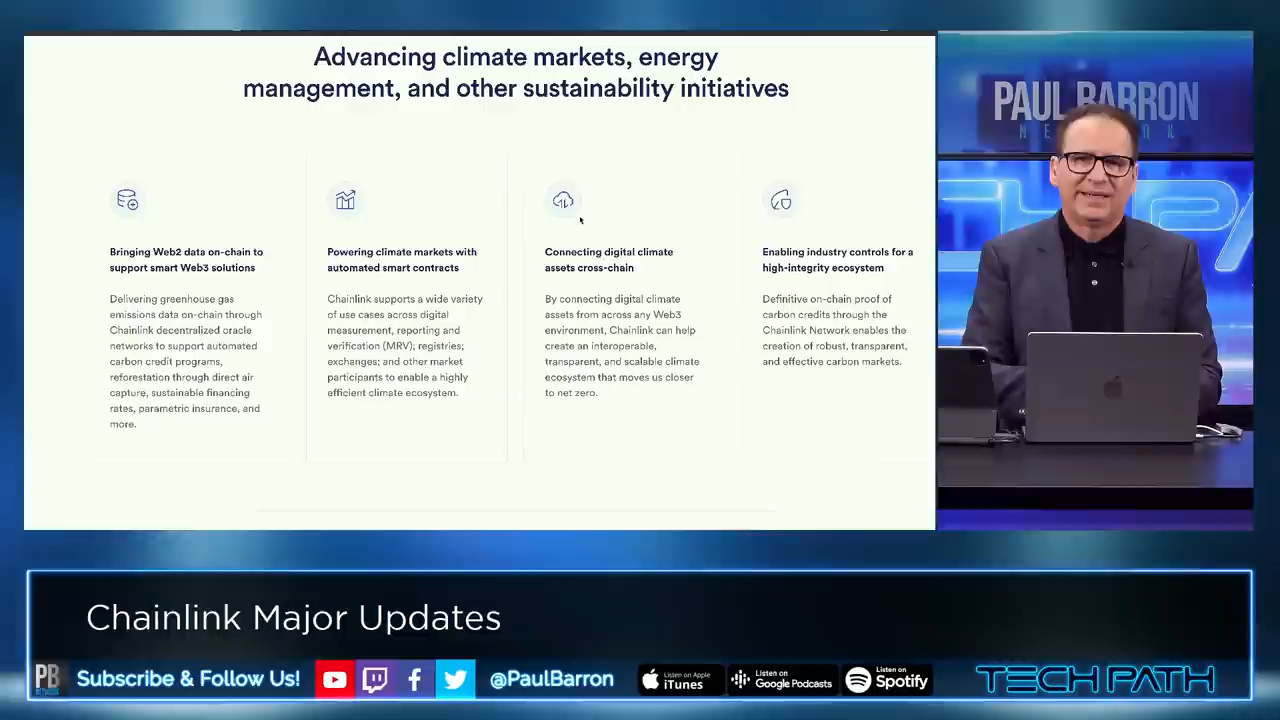 Advancing climate markets, energy
management, and other sustainability initiatives
Bringing Web2 data on-chain to
support smart Web3 solutions
Delivering greenhouse gas
emissions data on-chain through
Chainlink decentralized oracle
networks to support automated
carbon credit programs,
reforestation through direct air
capture, sustainable financing
rates, parametric insurance, and
more.
Powering climate markets with
automated smart contracts
Chainlink supports a wide variety
of use cases across digital
measurement, reporting and
verification (MRV); registries;
exchanges; and other market
participants to enable a highly
efficient climate ecosystem.
Connecting digital climate
assets cross-chain
By connecting digital climate
assets from across any Web3
environment, Chainlink can help
create an interoperable,
transparent, and scalable climate
ecosystem that moves us closer
to net zero.
Enabling industry controls for a
high-integrity ecosystem
Definitive on-chain proof of
carbon credits through the
Chainlink Network enables the
creation of robust, transparent,
and effective carbon markets.
PAUL BARRON
Chainlink Major Updates
PB
NETWORK
Subscribe & Follow Us!
@PaulBarron
Listen on Apple
iTunes
Listen on
Google Podcasts
Listen on
Spotify
TECH PATH